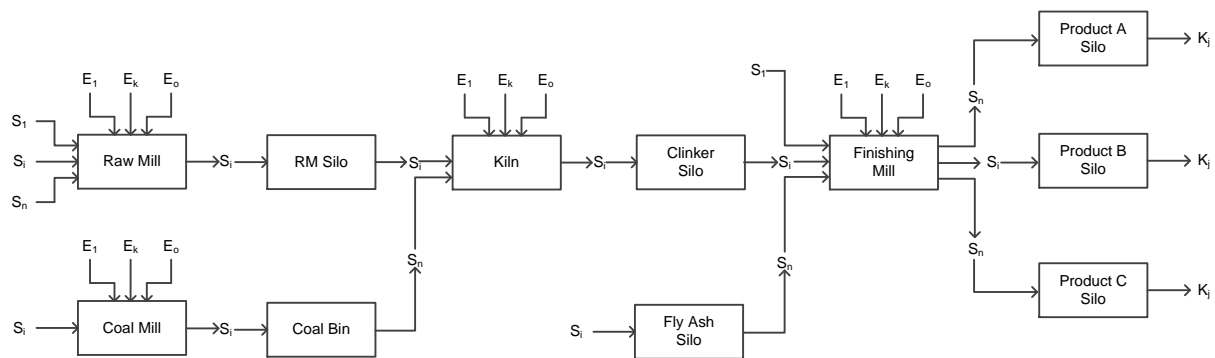 Product A
Silo
Kⱼ
Sₙ
S₁
E₁ Eₖ Eₒ
E₁ Eₖ Eₒ
E₁ Eₖ Eₒ
S₁
Sᵢ
Sₙ
Raw Mill
Sᵢ
RM Silo
Sᵢ
Kiln
Sᵢ
Clinker
Silo
Sᵢ
Finishing
Mill
Sᵢ
Product B
Silo
Kⱼ
Sₙ
Sₙ
Sₙ
E₁ Eₖ Eₒ
Sᵢ
Coal Mill
Sᵢ
Coal Bin
Sᵢ
Fly Ash
Silo
Product C
Silo
Kⱼ